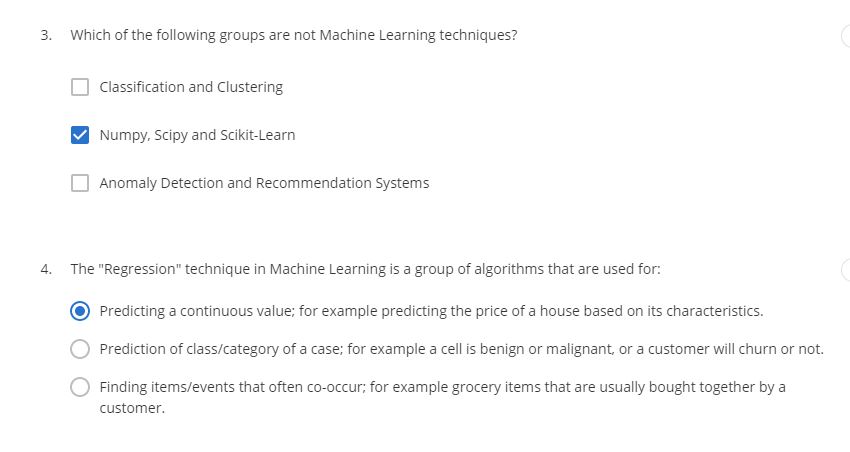 3. Which of the following groups are not Machine Learning techniques?
Classification and Clustering
Numpy, Scipy and Scikit-Learn
Anomaly Detection and Recommendation Systems
4. The "Regression" technique in Machine Learning is a group of algorithms that are used for:
Predicting a continuous value; for example predicting the price of a house based on its characteristics.
Prediction of class/category of a case; for example a cell is benign or malignant, or a customer will churn or not.
Finding items/events that often co-occur; for example grocery items that are usually bought together by a
customer.